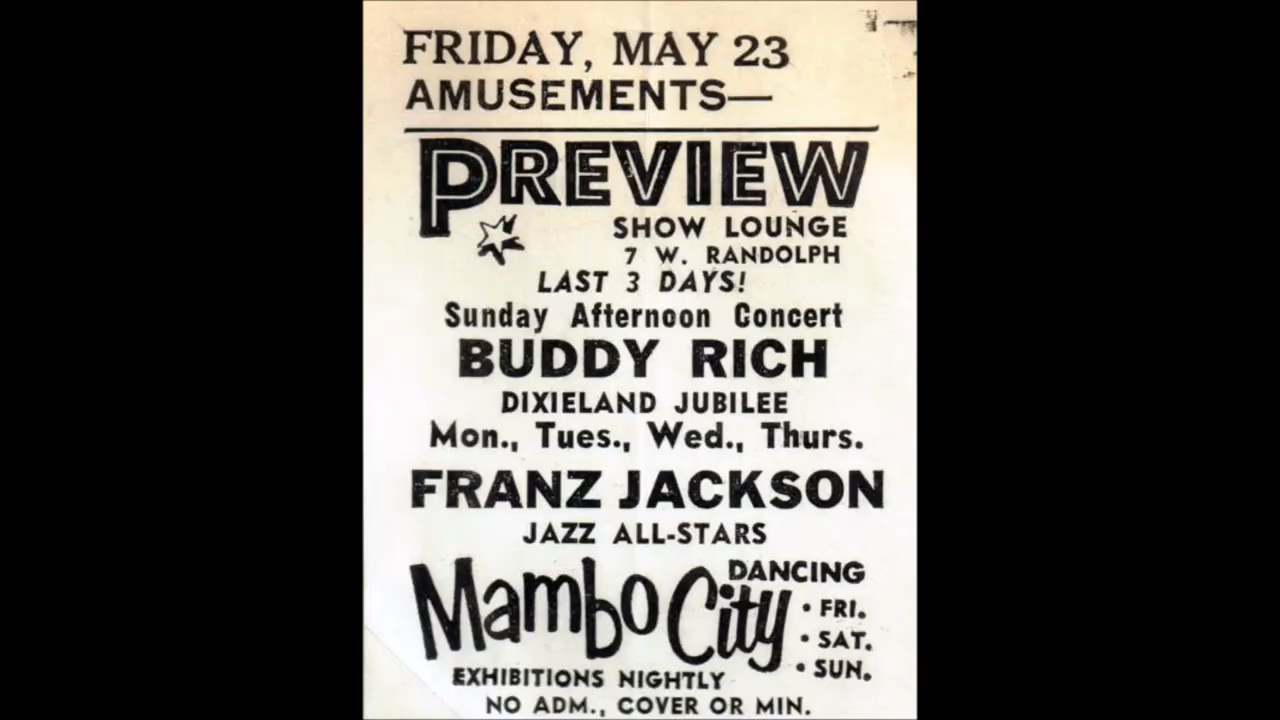 FRIDAY, MAY 23
AMUSEMENTS—
PREVIEW
SHOW LOUNGE
7 W. RANDOLPH
LAST 3 DAYS!
Sunday Afternoon Concert
BUDDY RICH
DIXIELAND JUBILEE
Mon., Tues., Wed., Thurs.
FRANZ JACKSON
JAZZ ALL-STARS
Mambo City
DANCING
• FRI.
• SAT.
• SUN.
EXHIBITIONS NIGHTLY
NO ADM., COVER OR MIN.